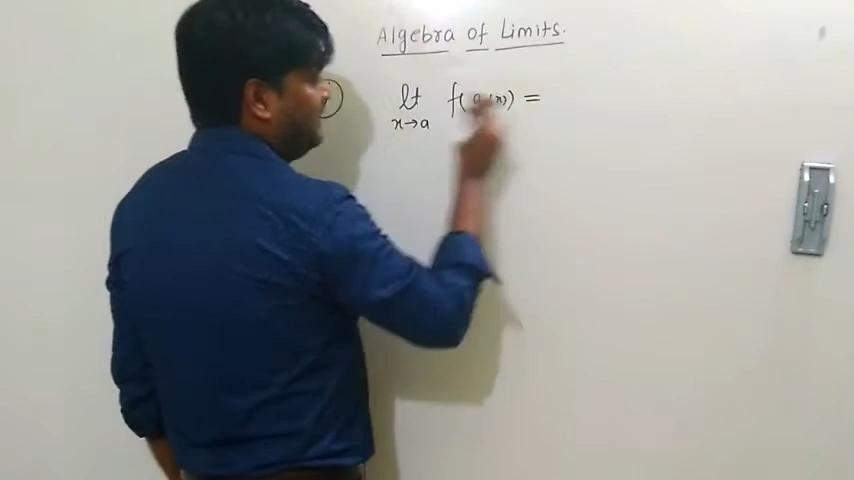 Algebra of Limits.
lt f(g(x)) =
x→a